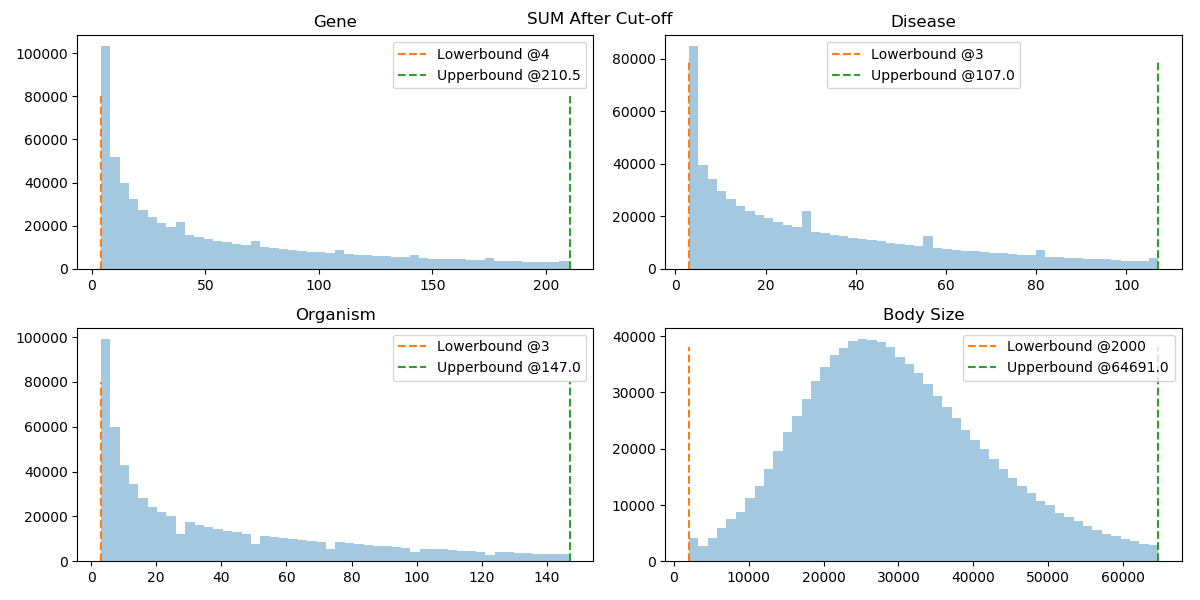 SUM After Cut-off
Gene
Lowerbound @4
Upperbound @210.5
100000
80000
60000
40000
20000
0
0 50 100 150 200
Disease
Lowerbound @3
Upperbound @107.0
80000
60000
40000
20000
0
0 20 40 60 80 100
Organism
Lowerbound @3
Upperbound @147.0
100000
80000
60000
40000
20000
0
0 20 40 60 80 100 120 140
Body Size
Lowerbound @2000
Upperbound @64691.0
40000
30000
20000
10000
0
0 10000 20000 30000 40000 50000 60000